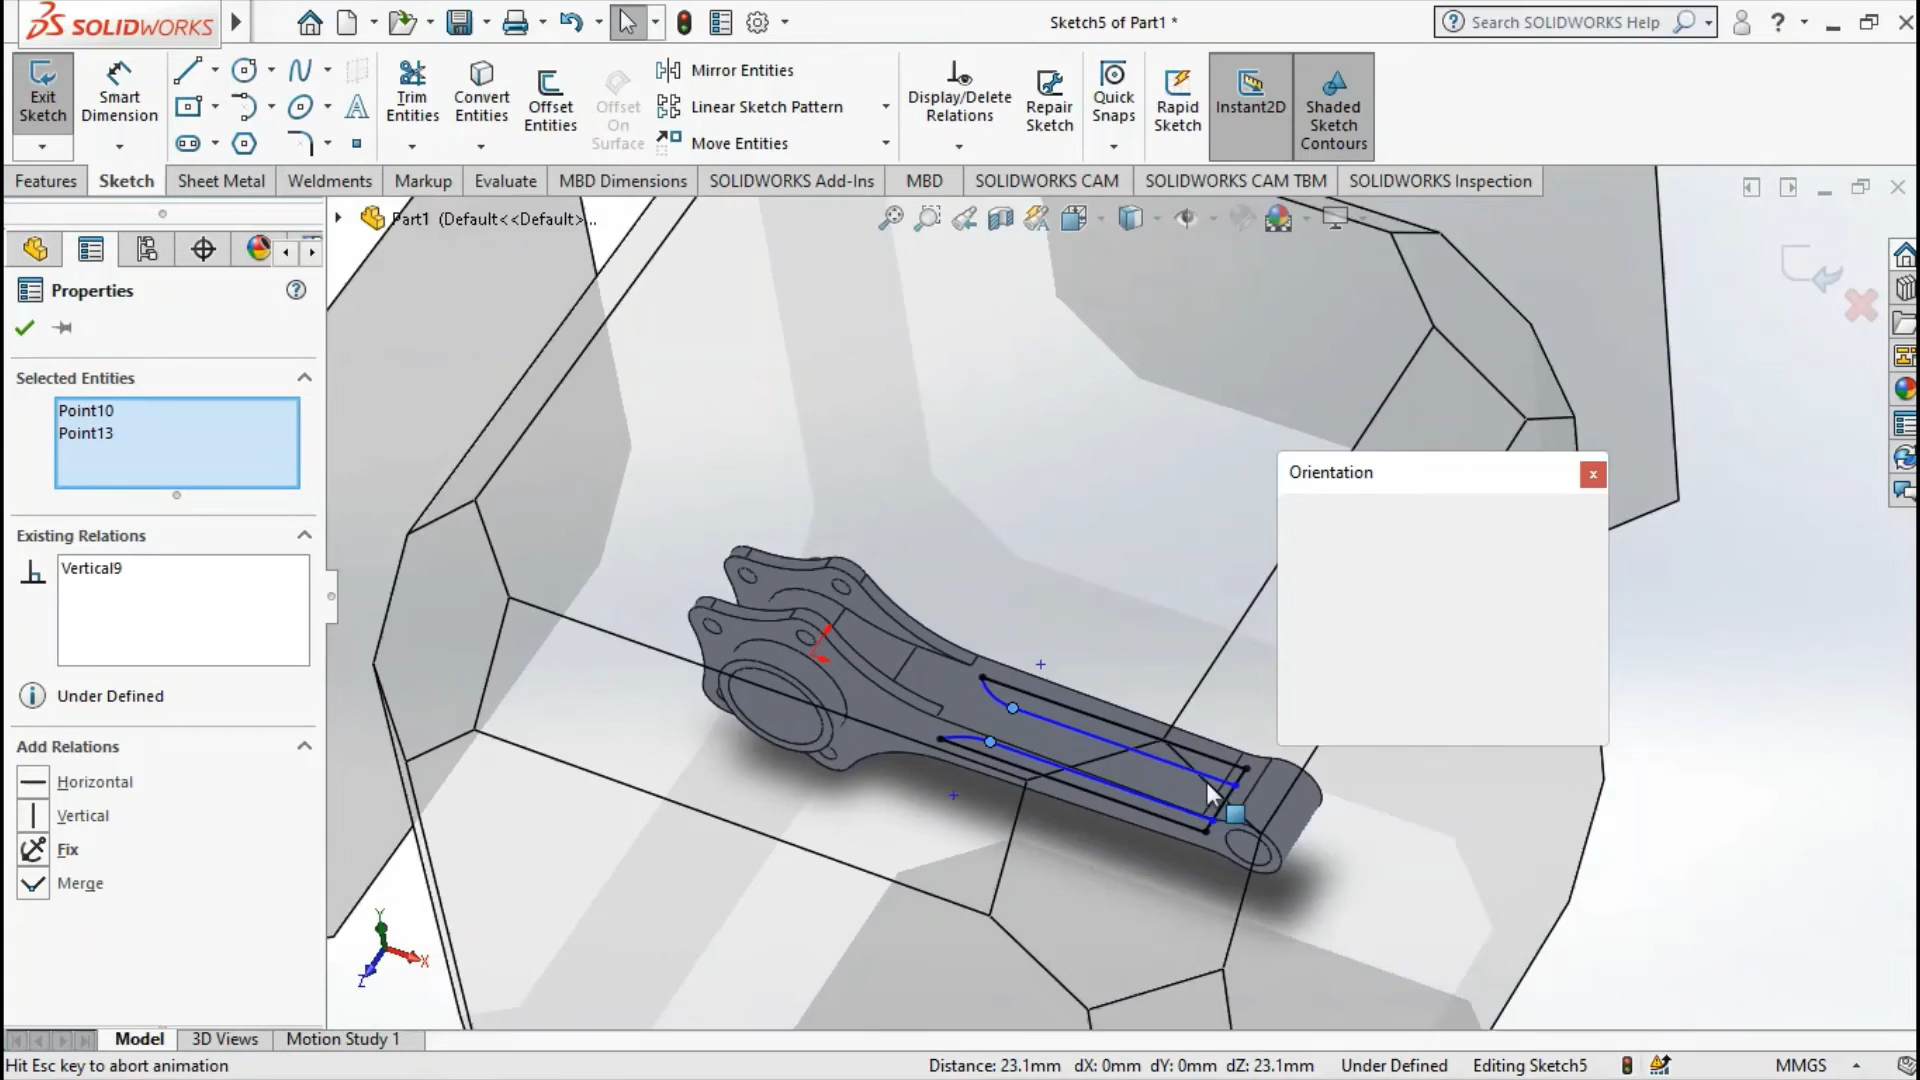 SOLIDWORKS
Sketch5 of Part1 *
Search SOLIDWORKS Help
Exit Sketch
Smart Dimension
Trim Entities
Convert Entities
Offset Entities
Offset On Surface
Mirror Entities
Linear Sketch Pattern
Move Entities
Display/Delete Relations
Repair Sketch
Quick Snaps
Rapid Sketch
Instant2D
Shaded Sketch Contours
Features
Sketch
Sheet Metal
Weldments
Markup
Evaluate
MBD Dimensions
SOLIDWORKS Add-Ins
MBD
SOLIDWORKS CAM
SOLIDWORKS CAM TBM
SOLIDWORKS Inspection
Part1 (Default<<Default>...
Properties
Selected Entities
Point10
Point13
Existing Relations
Vertical9
Under Defined
Add Relations
Horizontal
Vertical
Fix
Merge
Orientation
Y
X
Z
Model
3D Views
Motion Study 1
Hit Esc key to abort animation
Distance: 23.1mm dX: 0mm dY: 0mm dZ: 23.1mm
Under Defined
Editing Sketch5
MMGS